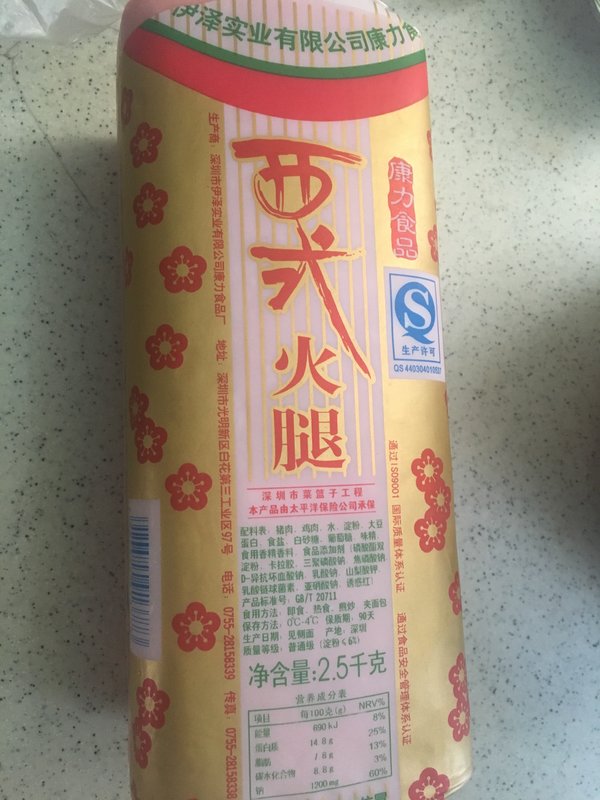 伊泽实业有限公司康力食
西式
火腿
康力食品
生产许可
QS 440304010537
生产商：深圳市伊泽实业有限公司康力食品厂 地址：深圳市光明新区白花第三工业区97号 电话：0755-28158339 传真：0755-28158338
通过ISO9001 国际质量体系认证 通过食品安全管理体系认证
深圳市菜篮子工程
本产品由太平洋保险公司承保
配料表：猪肉、鸡肉、水、淀粉、大豆
蛋白、食盐、白砂糖、葡萄糖、味精、
食用香精香料、食品添加剂（磷酸酯双
淀粉、卡拉胶、三聚磷酸钠、焦磷酸钠、
D-异抗坏血酸钠、乳酸钠、山梨酸钾、
乳酸链球菌素、亚硝酸钠、诱惑红）
产品标准号：GB/T 20711
食用方法：即食、热食、煎炒、夹面包
保存方法：0℃-4℃ 保质期：90天
生产日期：见侧面 产地：深圳
质量等级：普通级（淀粉≤6%）
净含量:2.5千克
营养成分表
项目 每100克(g) NRV%
能量 690kJ 8%
蛋白质 14.8g 25%
脂肪 7.8g 13%
碳水化合物 8.8g 3%
钠 1200mg 60%